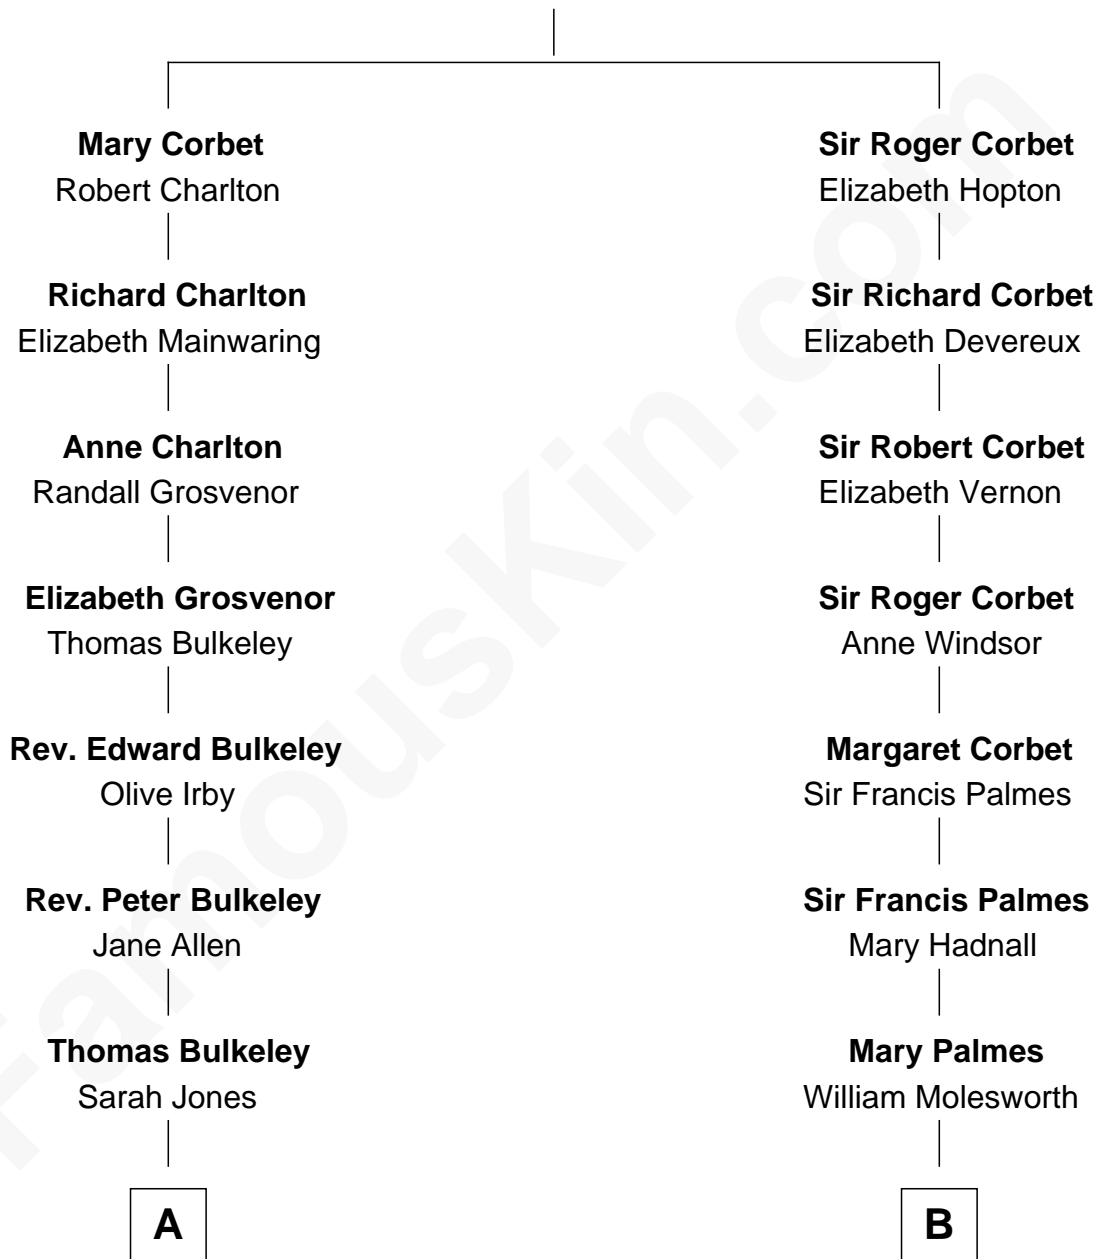 Mary Corbet
Robert Charlton
Richard Charlton
Elizabeth Mainwaring
Anne Charlton
Randall Grosvenor
Elizabeth Grosvenor
Thomas Bulkeley
Rev. Edward Bulkeley
Olive Irby
Rev. Peter Bulkeley
Jane Allen
Thomas Bulkeley
Sarah Jones
A
Sir Roger Corbet
Elizabeth Hopton
Sir Richard Corbet
Elizabeth Devereux
Sir Robert Corbet
Elizabeth Vernon
Sir Roger Corbet
Anne Windsor
Margaret Corbet
Sir Francis Palmes
Sir Francis Palmes
Mary Hadnall
Mary Palmes
William Molesworth
B
FamousKin.com